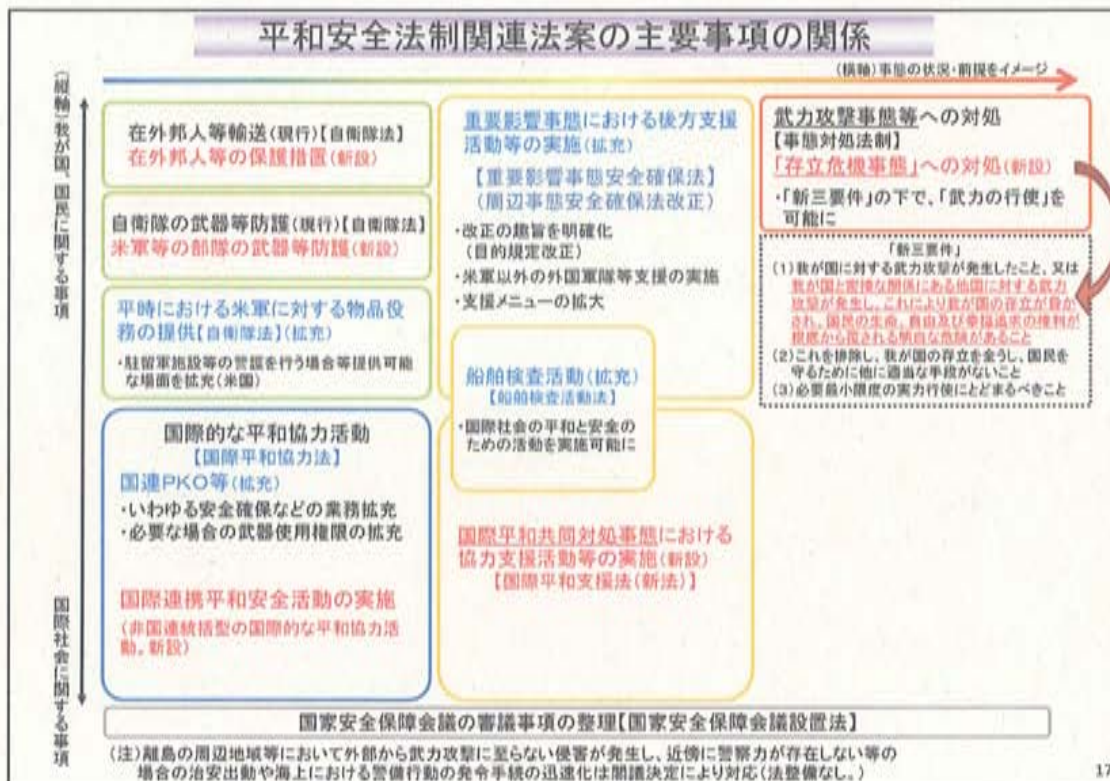 平和安全法制関連法案の主要事項の関係
(横軸)事態の状況・前提をイメージ
(縦軸)我が国、国民に関する事項
国際社会に関する事項
在外邦人等輸送(現行)【自衛隊法】
在外邦人等の保護措置(新設)
自衛隊の武器等防護(現行)【自衛隊法】
米軍等の部隊の武器等防護(新設)
平時における米軍に対する物品役
務の提供【自衛隊法】(拡充)
・駐留軍施設等の警護を行う場合等提供可能
な場面を拡充(米国)
国際的な平和協力活動
【国際平和協力法】
国連PKO等(拡充)
・いわゆる安全確保などの業務拡充
・必要な場合の武器使用権限の拡充
国際連携平和安全活動の実施
(非国連統括型の国際的な平和協力活
動。新設)
重要影響事態における後方支援
活動等の実施(拡充)
【重要影響事態安全確保法】
(周辺事態安全確保法改正)
・改正の趣旨を明確化
(目的規定改正)
・米軍以外の外国軍隊等支援の実施
・支援メニューの拡大
船舶検査活動(拡充)
【船舶検査活動法】
・国際社会の平和と安全の
ための活動を実施可能に
国際平和共同対処事態における
協力支援活動等の実施(新設)
【国際平和支援法(新法)】
武力攻撃事態等への対処
【事態対処法制】
「存立危機事態」への対処(新設)
・「新三要件」の下で、「武力の行使」を
可能に
「新三要件」
(1)我が国に対する武力攻撃が発生したこと、又は
我が国と密接な関係にある他国に対する武力
攻撃が発生し、これにより我が国の存立が脅か
され、国民の生命、自由及び幸福追求の権利が
根底から覆される明白な危険があること
(2)これを排除し、我が国の存立を全うし、国民を
守るために他に適当な手段がないこと
(3)必要最小限度の実力行使にとどまるべきこと
国家安全保障会議の審議事項の整理【国家安全保障会議設置法】
(注)離島の周辺地域等において外部から武力攻撃に至らない侵害が発生し、近傍に警察力が存在しない等の
場合の治安出動や海上における警備行動の発令手続の迅速化は閣議決定により対応(法整備なし。)
17